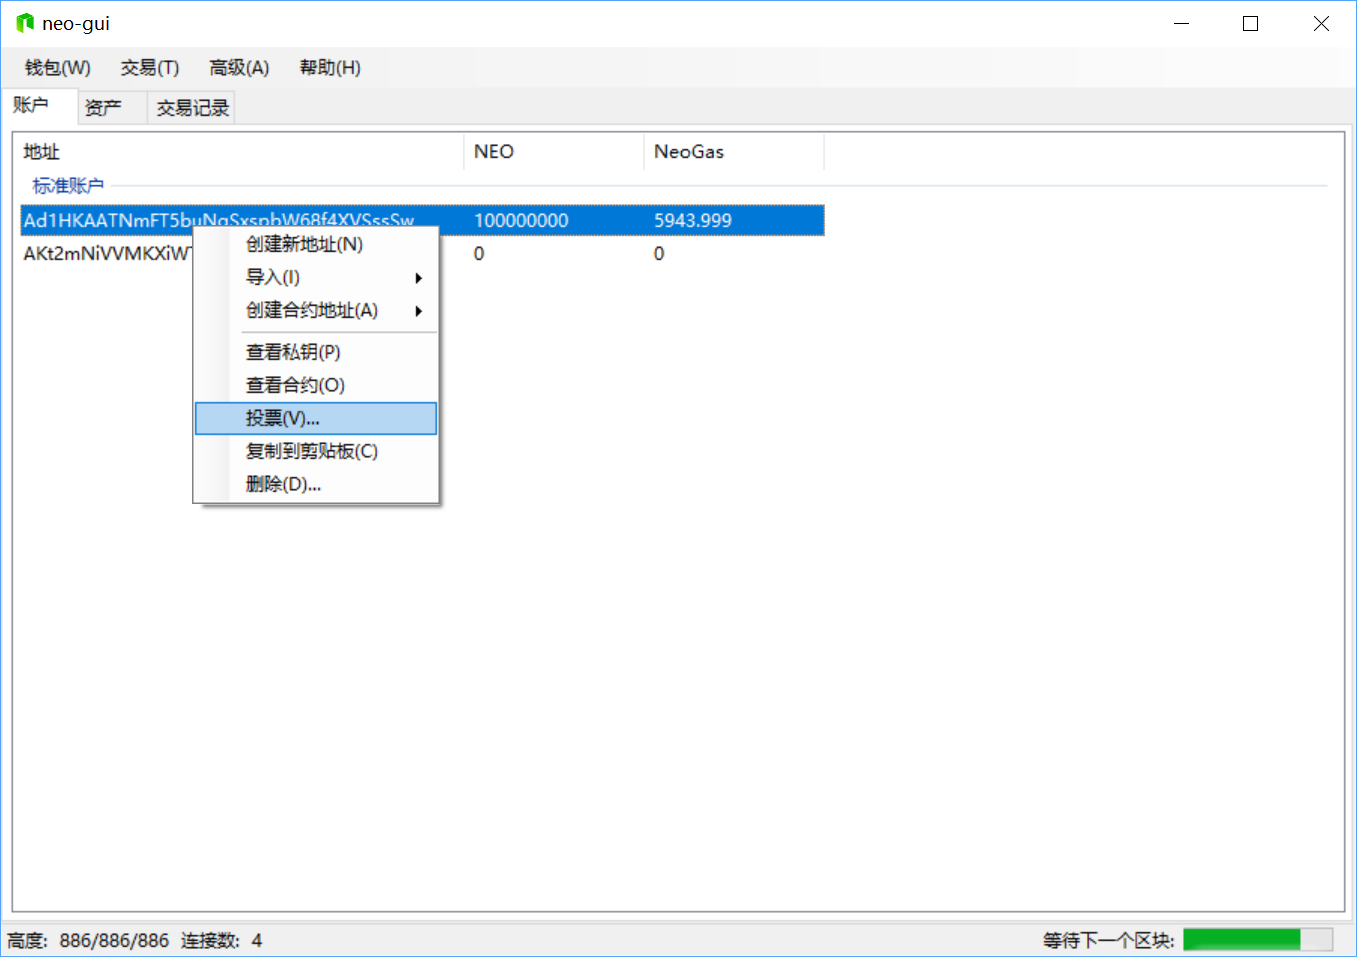 neo-gui
钱包(W) 交易(T) 高级(A) 帮助(H)
账户 资产 交易记录
地址 NEO NeoGas
标准账户
Ad1HKAATNmFT5buNgSxspbW68f4XVSssSw 100000000 5943.999
AKt2mNiVVMKXiW 0 0
创建新地址(N)
导入(I)
创建合约地址(A)
查看私钥(P)
查看合约(O)
投票(V)...
复制到剪贴板(C)
删除(D)...
高度: 886/886/886 连接数: 4 等待下一个区块: